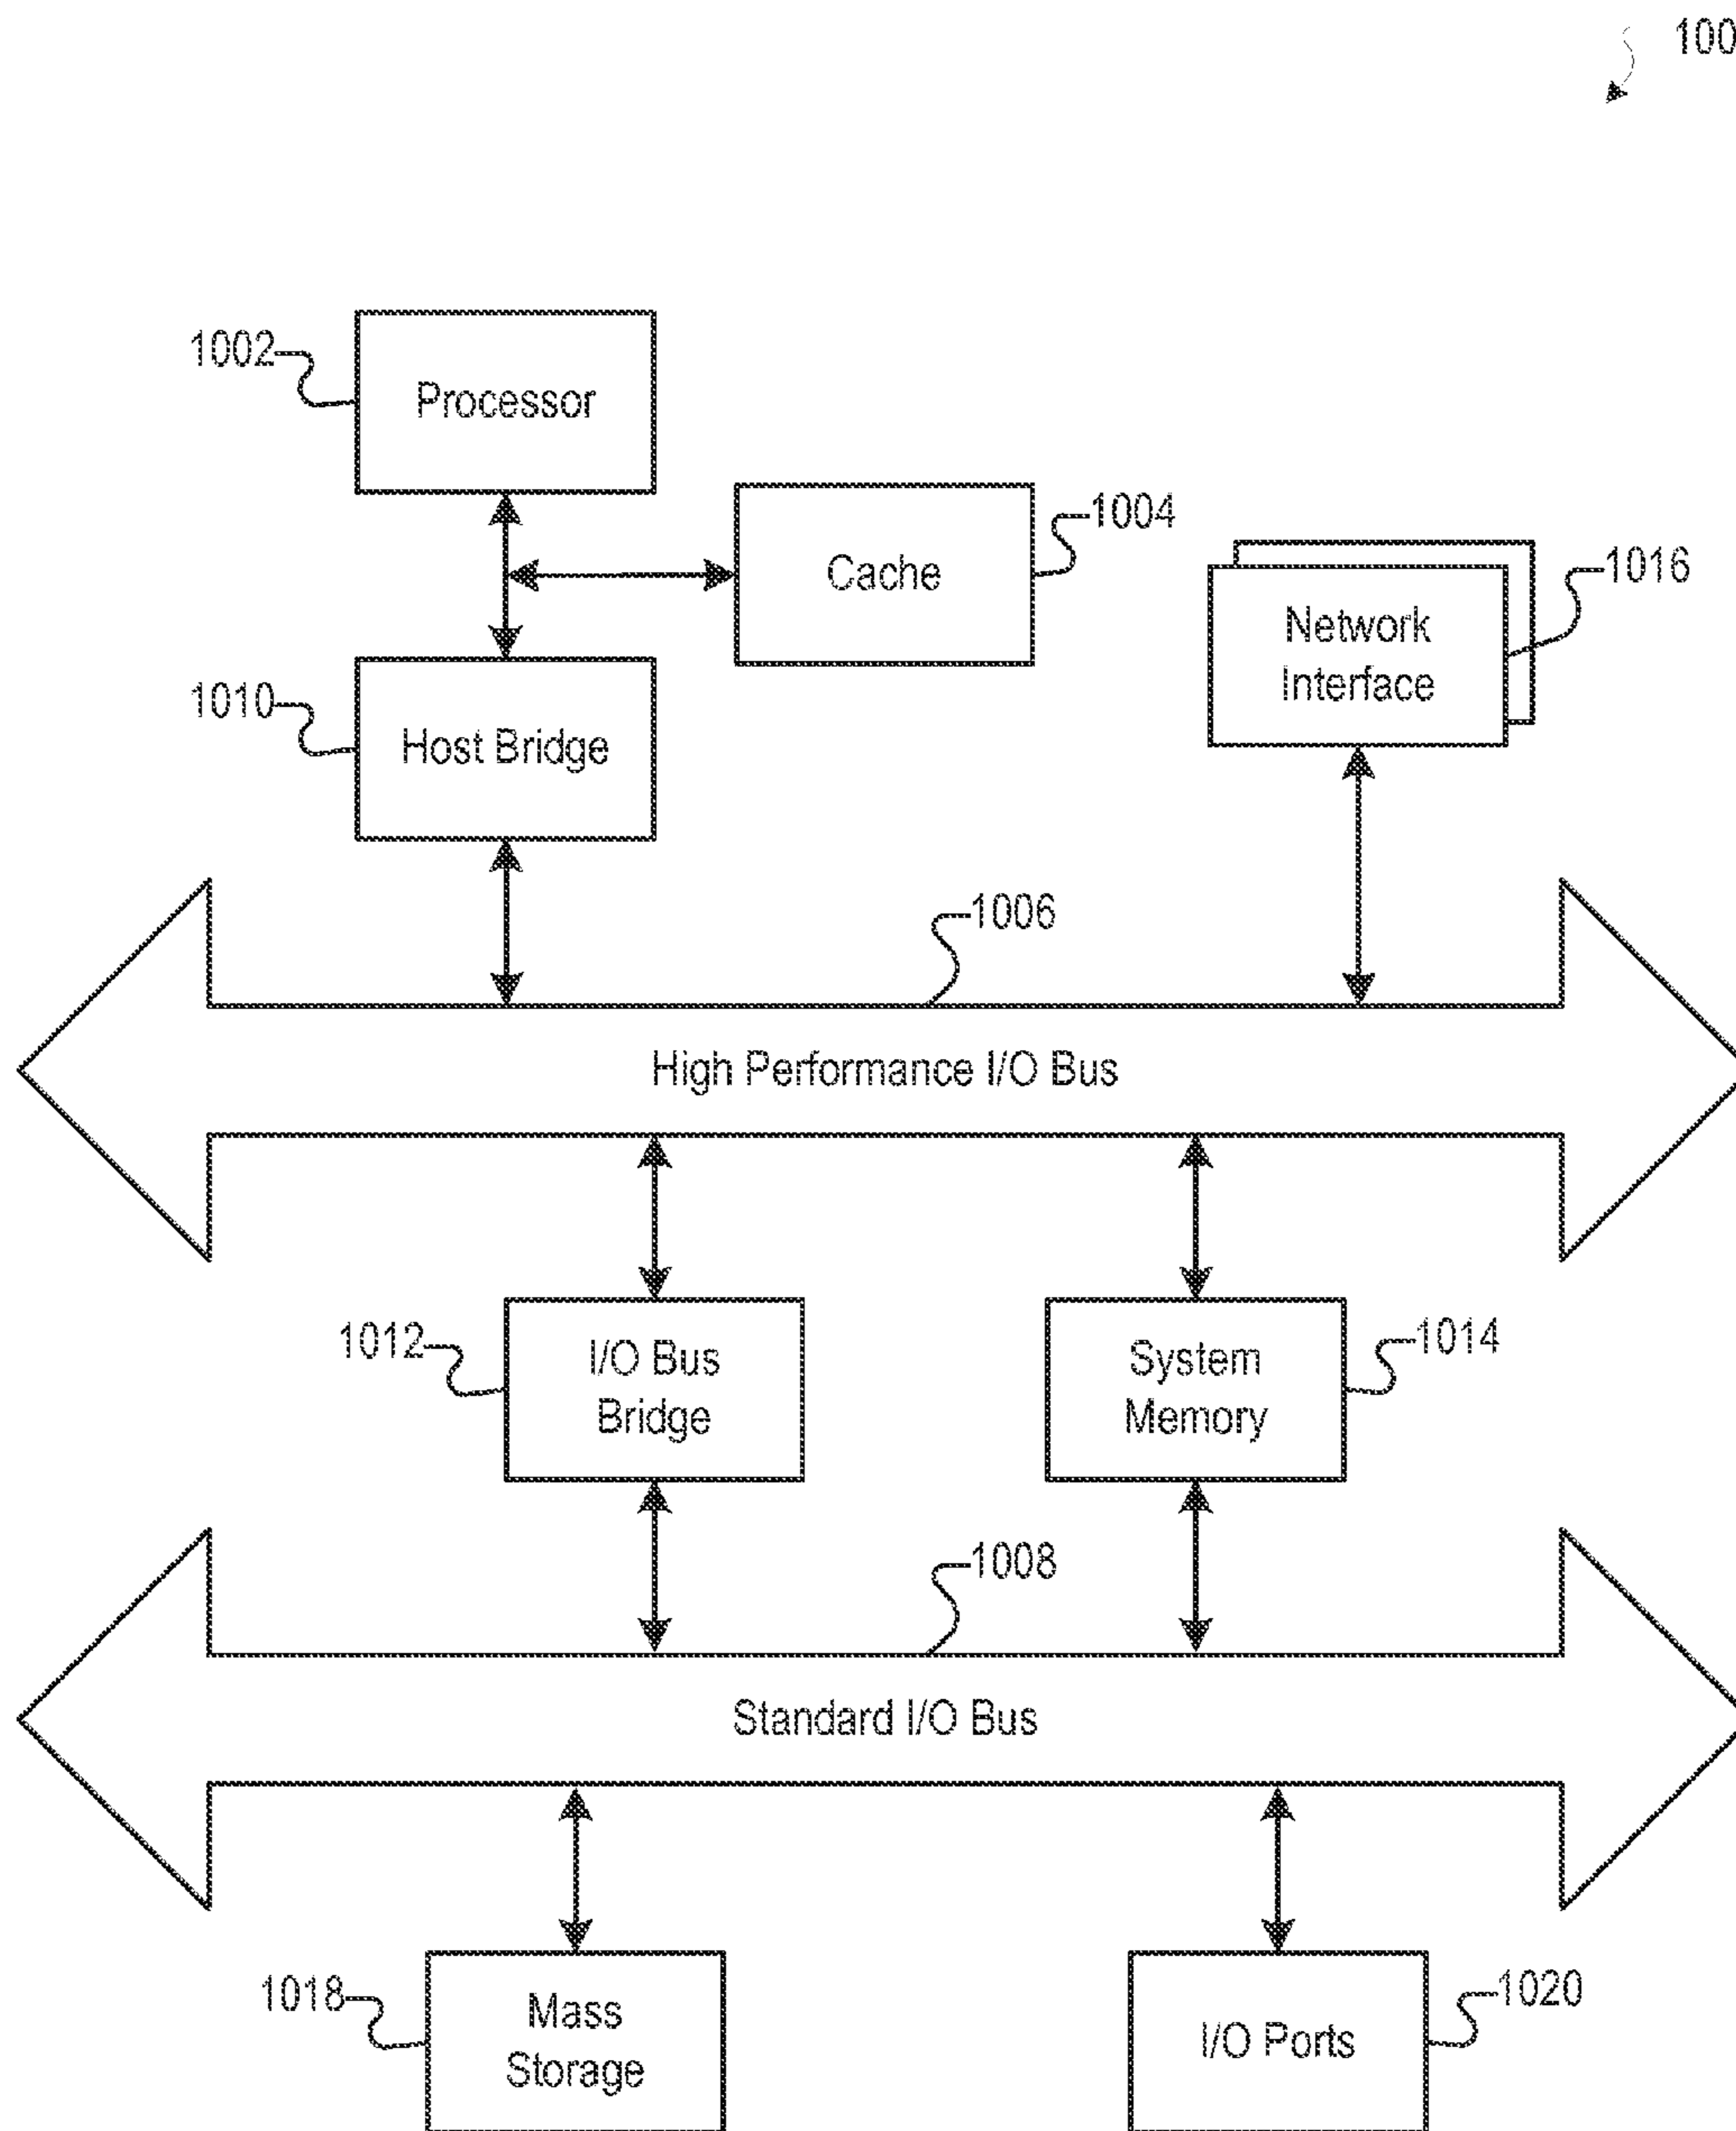 100
1002
Processor
1004
Cache
1016
Network
Interface
1010
Host Bridge
1006
High Performance I/O Bus
1012
I/O Bus
Bridge
System
Memory
1014
1008
Standard I/O Bus
1018
Mass
Storage
I/O Ports
1020